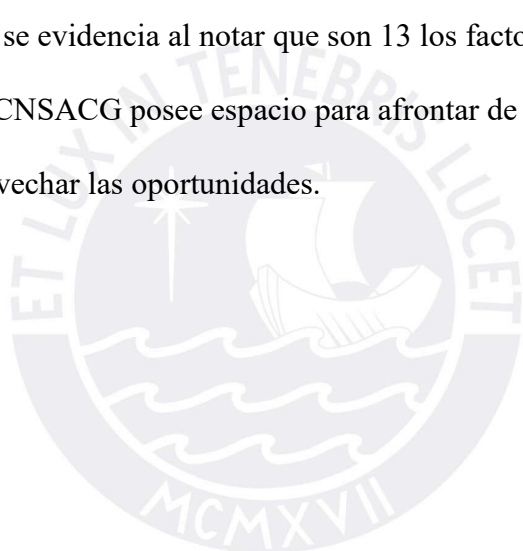 se evidencia al notar que son 13 los facto
CNSACG posee espacio para afrontar de
vechar las oportunidades.
ET LUX IN TENEBRIS LUCET
MCMXVII